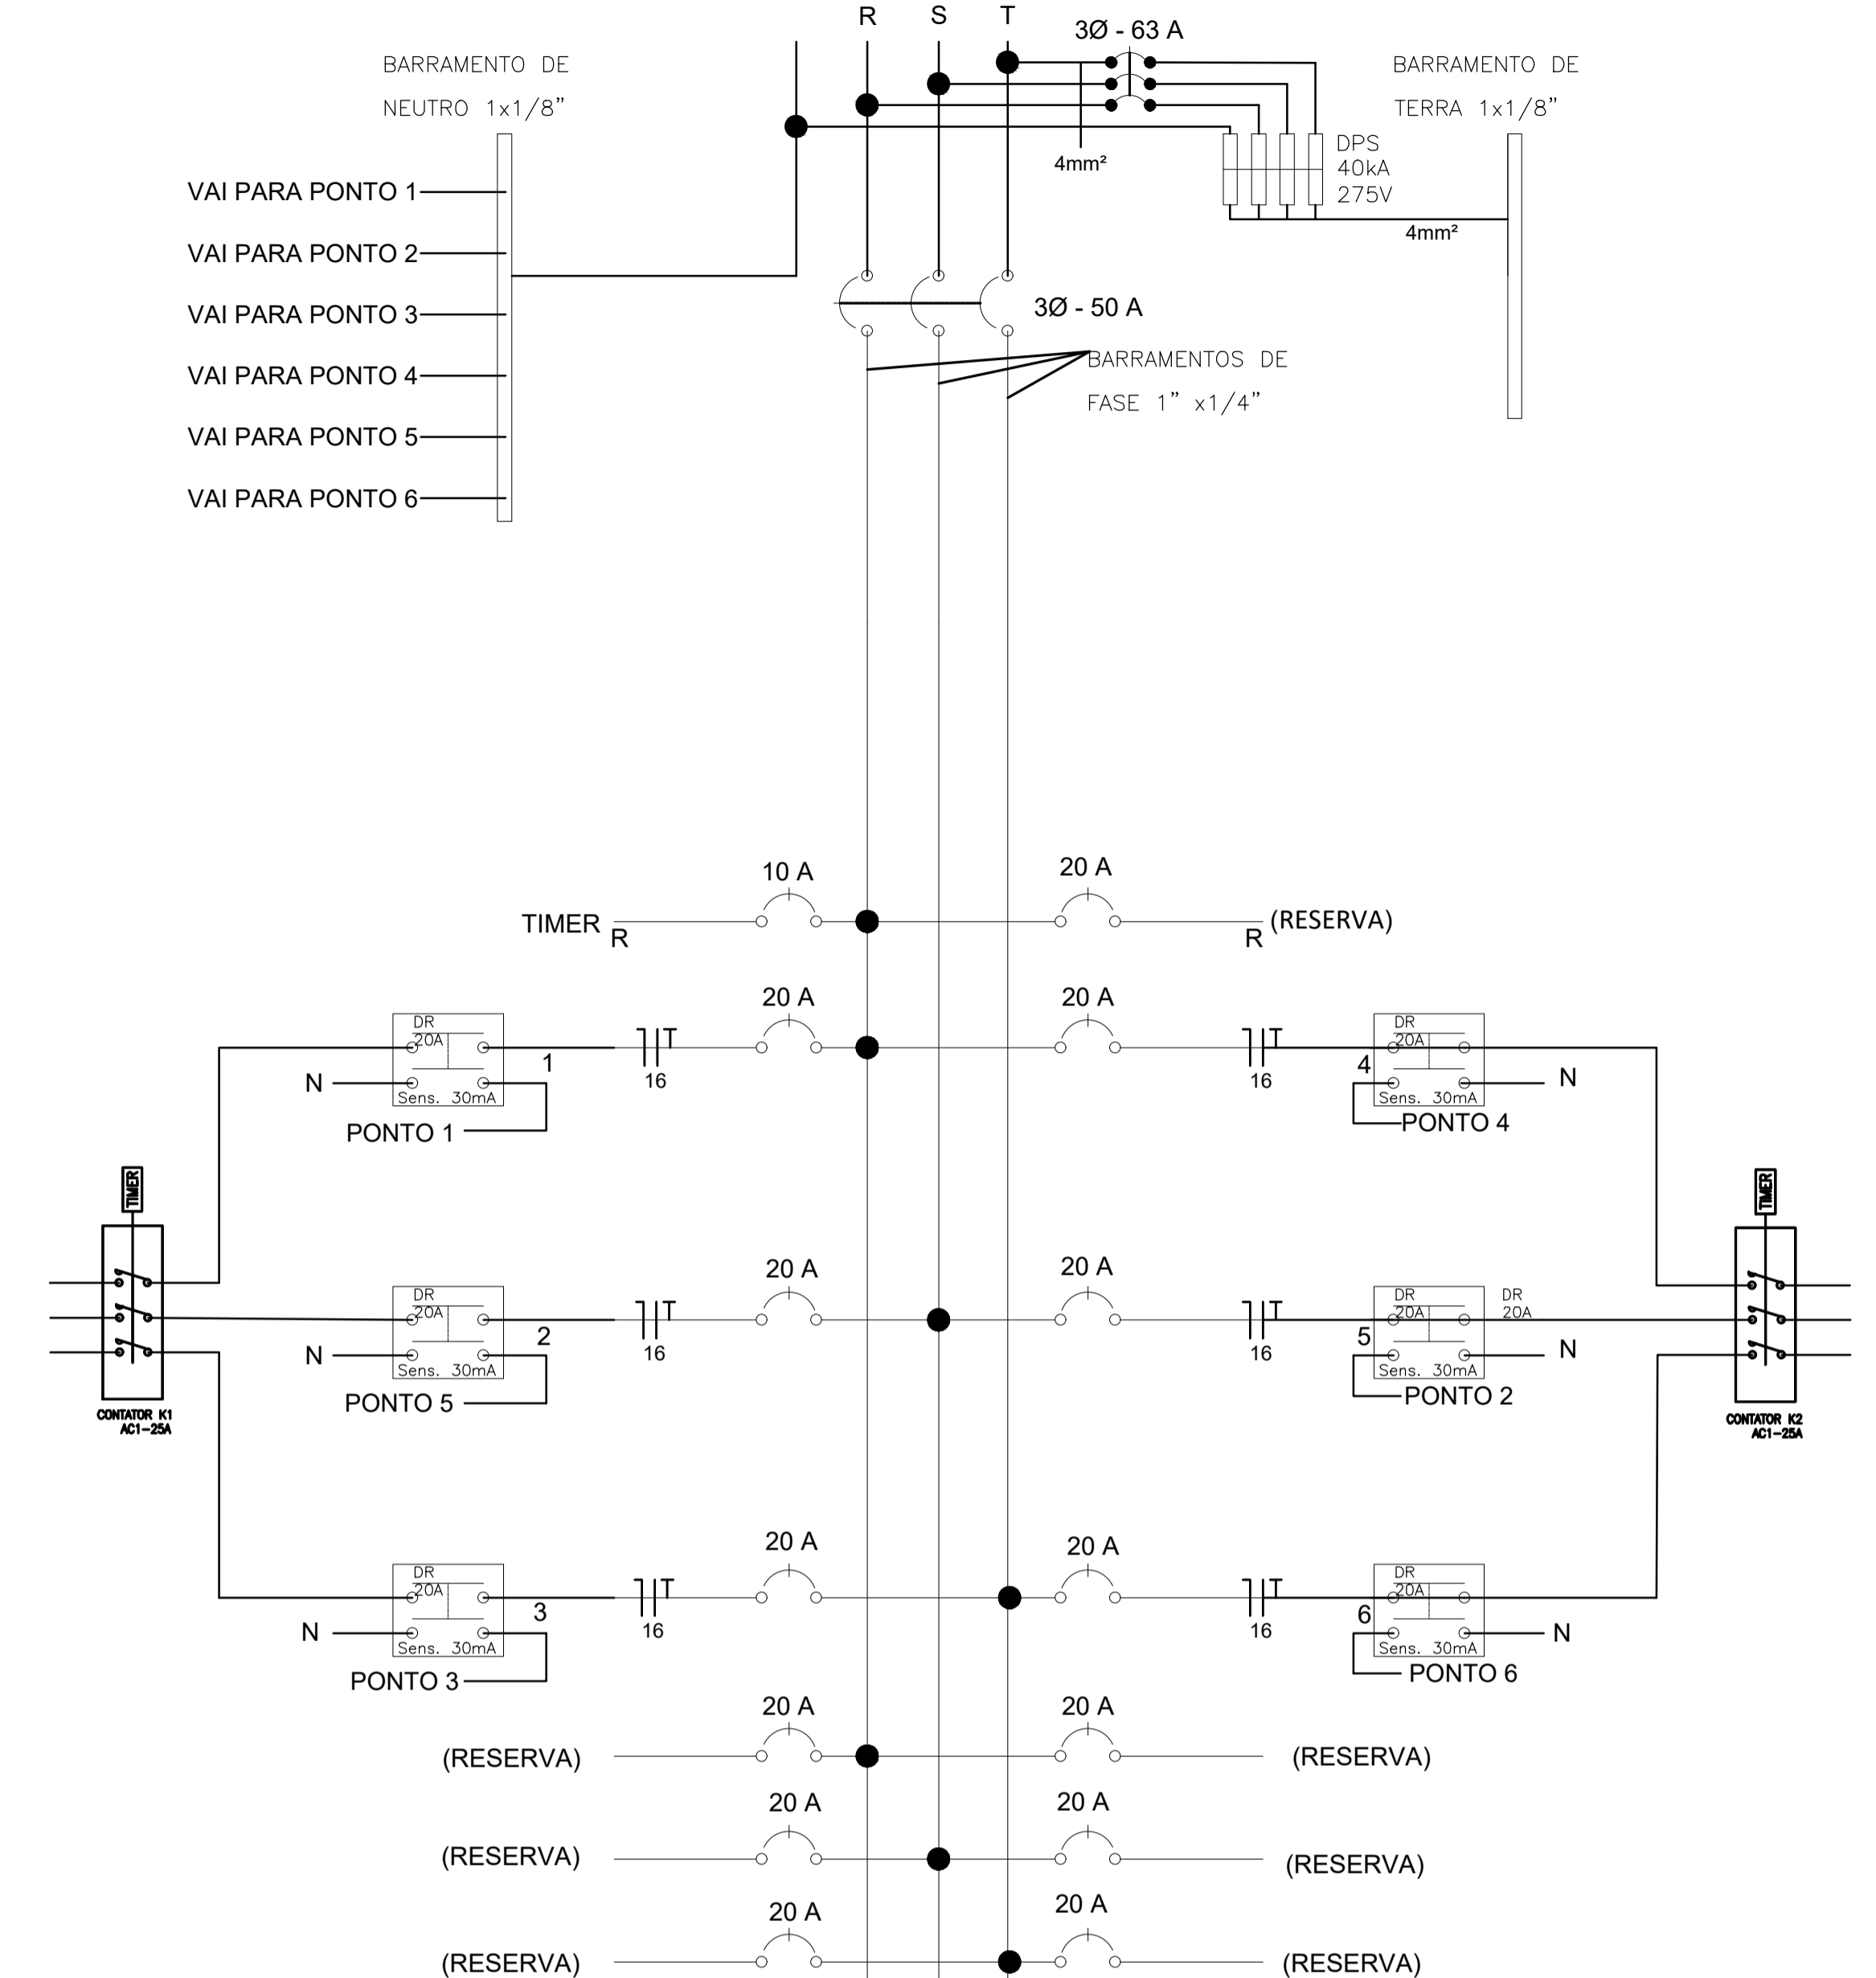 R
S
T
3Ø - 63 A
BARRAMENTO DE
NEUTRO 1x1/8"
BARRAMENTO DE
TERRA 1x1/8"
4mm²
DPS
40kA
275V
4mm²
VAI PARA PONTO 1
VAI PARA PONTO 2
VAI PARA PONTO 3
VAI PARA PONTO 4
VAI PARA PONTO 5
VAI PARA PONTO 6
3Ø - 50 A
BARRAMENTOS DE
FASE 1" x1/4"
10 A
20 A
TIMER
R
R
(RESERVA)
20 A
20 A
DR
20A
1
T
16
N
Sens. 30mA
PONTO 1
T
16
DR
20A
4
N
Sens. 30mA
PONTO 4
TIMER
TIMER
20 A
20 A
DR
20A
2
T
16
N
Sens. 30mA
PONTO 5
T
16
DR
20A
DR
20A
5
N
Sens. 30mA
PONTO 2
CONTATOR K1
AC1-25A
CONTATOR K2
AC1-25A
20 A
20 A
DR
20A
3
T
16
N
Sens. 30mA
PONTO 3
T
16
DR
20A
6
N
Sens. 30mA
PONTO 6
20 A
20 A
(RESERVA)
(RESERVA)
20 A
20 A
(RESERVA)
(RESERVA)
20 A
20 A
(RESERVA)
(RESERVA)